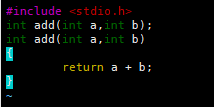 #include <stdio.h>
int add(int a,int b);
int add(int a,int b)
{
        return a + b;
}
~